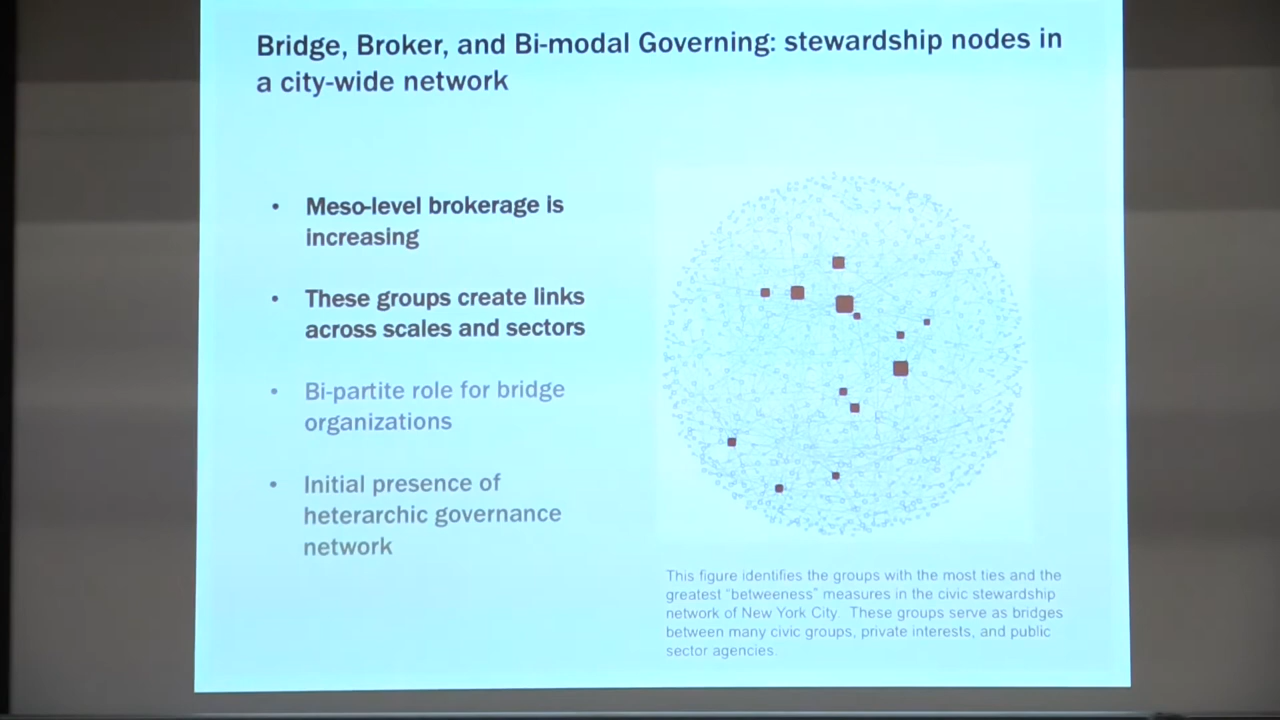 Bridge, Broker, and Bi-modal Governing: stewardship nodes in
a city-wide network
• Meso-level brokerage is
increasing
• These groups create links
across scales and sectors
• Bi-partite role for bridge
organizations
• Initial presence of
heterarchic governance
network
This figure identifies the groups with the most ties and the
greatest "betweeness" measures in the civic stewardship
network of New York City. These groups serve as bridges
between many civic groups, private interests, and public
sector agencies.